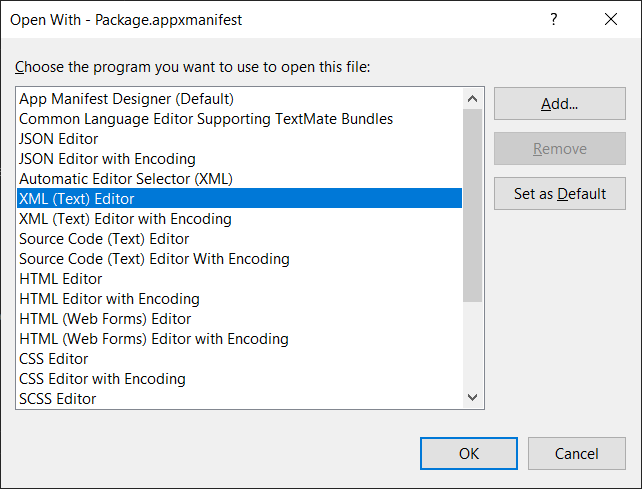 Open With - Package.appxmanifest
?
Choose the program you want to use to open this file:
App Manifest Designer (Default)
Common Language Editor Supporting TextMate Bundles
JSON Editor
JSON Editor with Encoding
Automatic Editor Selector (XML)
XML (Text) Editor
XML (Text) Editor with Encoding
Source Code (Text) Editor
Source Code (Text) Editor With Encoding
HTML Editor
HTML Editor with Encoding
HTML (Web Forms) Editor
HTML (Web Forms) Editor with Encoding
CSS Editor
CSS Editor with Encoding
SCSS Editor
Add...
Remove
Set as Default
OK
Cancel